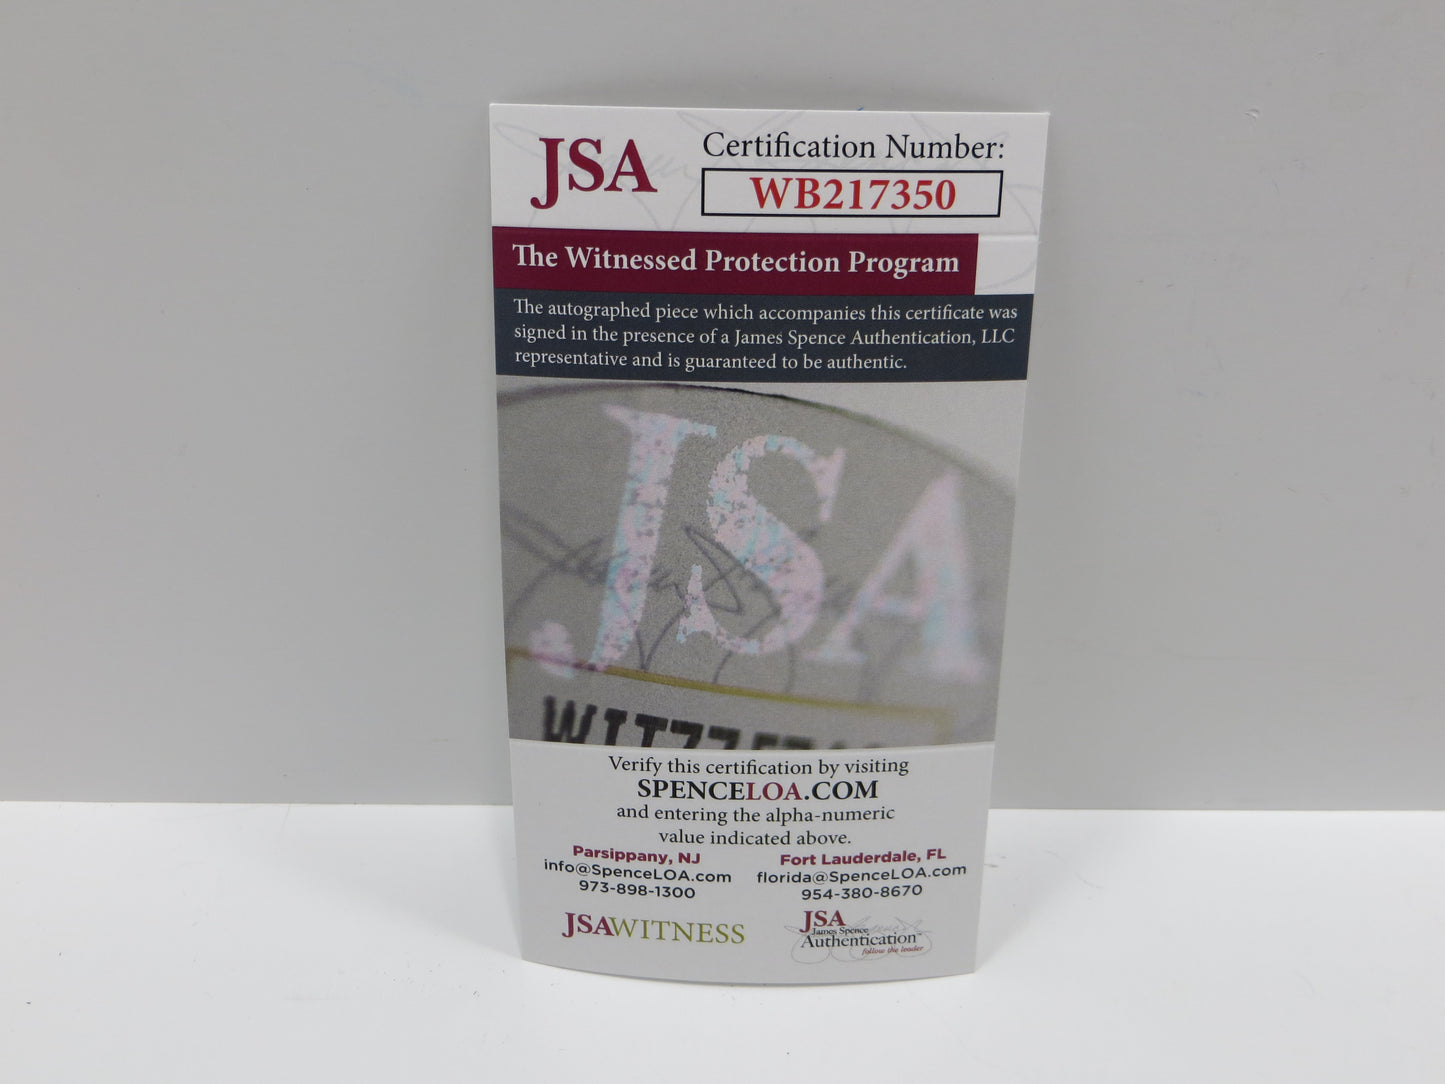 JSA
Certification Number:
WB217350
The Witnessed Protection Program
The autographed piece which accompanies this certificate was
signed in the presence of a James Spence Authentication, LLC
representative and is guaranteed to be authentic.
JSA
Verify this certification by visiting
SPENCELOA.COM
and entering the alpha-numeric
value indicated above.
Parsippany, NJ
info@SpenceLOA.com
973-898-1300
Fort Lauderdale, FL
florida@SpenceLOA.com
954-380-8670
JSAWITNESS
JSA
James Spence
Authentication™
follow the leader